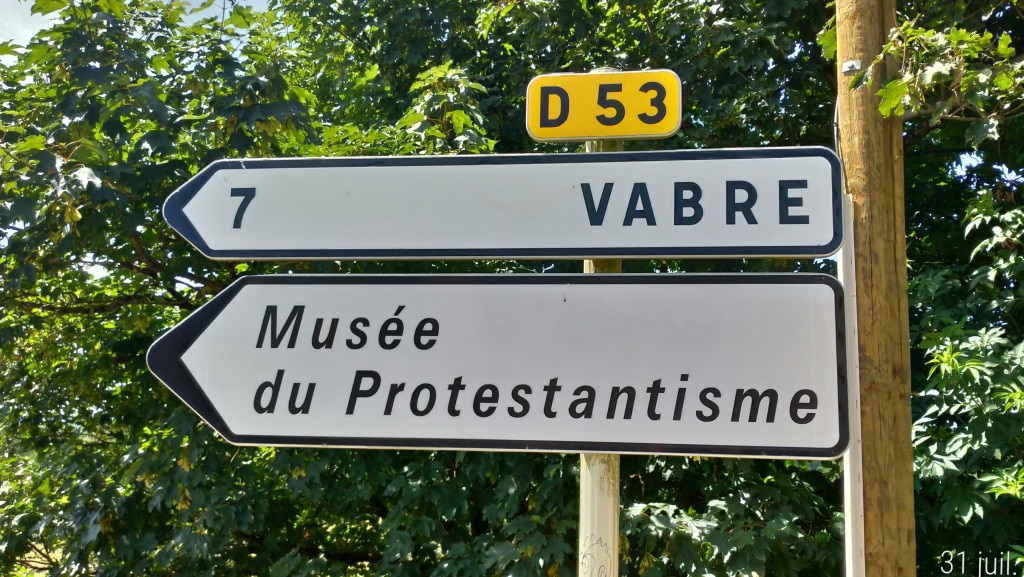 D 53
7 VABRE
Musée
du Protestantisme
31 juil.